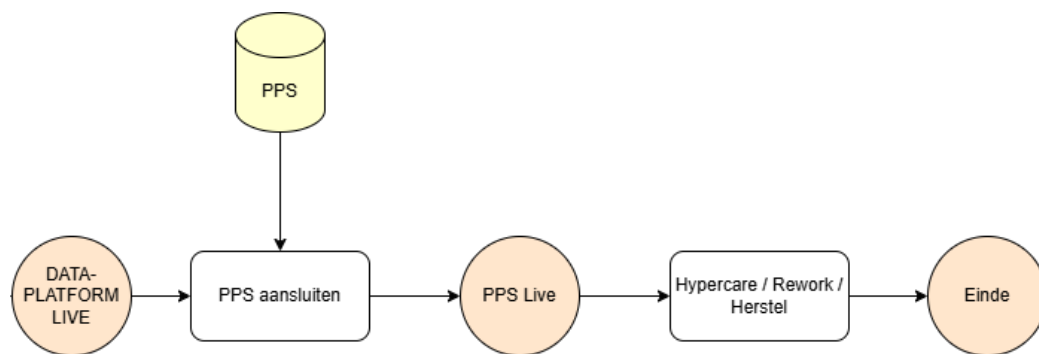 PPS
DATA-
PLATFORM
LIVE
PPS aansluiten
PPS Live
Hypercare / Rework /
Herstel
Einde